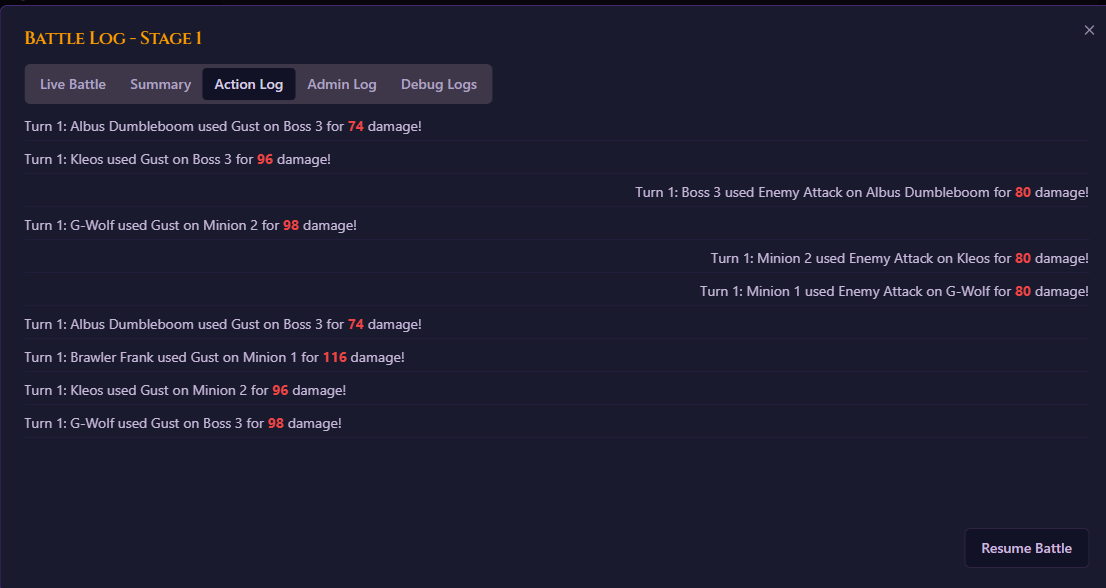 Battle Log - Stage 1
Live Battle Summary Action Log Admin Log Debug Logs
Turn 1: Albus Dumbleboom used Gust on Boss 3 for 74 damage!
Turn 1: Kleos used Gust on Boss 3 for 96 damage!
Turn 1: Boss 3 used Enemy Attack on Albus Dumbleboom for 80 damage!
Turn 1: G-Wolf used Gust on Minion 2 for 98 damage!
Turn 1: Minion 2 used Enemy Attack on Kleos for 80 damage!
Turn 1: Minion 1 used Enemy Attack on G-Wolf for 80 damage!
Turn 1: Albus Dumbleboom used Gust on Boss 3 for 74 damage!
Turn 1: Brawler Frank used Gust on Minion 1 for 116 damage!
Turn 1: Kleos used Gust on Minion 2 for 96 damage!
Turn 1: G-Wolf used Gust on Boss 3 for 98 damage!
Resume Battle